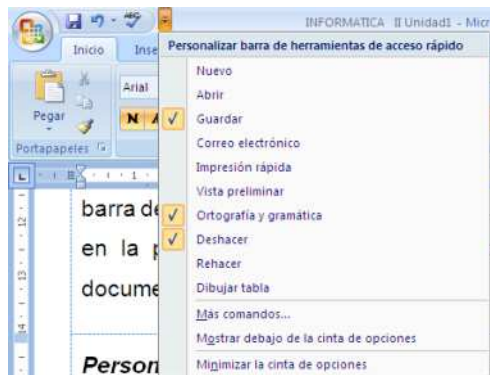 INFORMATICA II Unidad1 - Micr
Inicio Inse
Personalizar barra de herramientas de acceso rápido
Nuevo
Arial
Abrir
Pegar
N
Guardar
Correo electrónico
Portapapeles
Impresión rápida
Vista preliminar
barra de
Ortografía y gramática
Deshacer
en la p
Rehacer
docume
Dibujar tabla
Más comandos...
Mostrar debajo de la cinta de opciones
Person
Minimizar la cinta de opciones